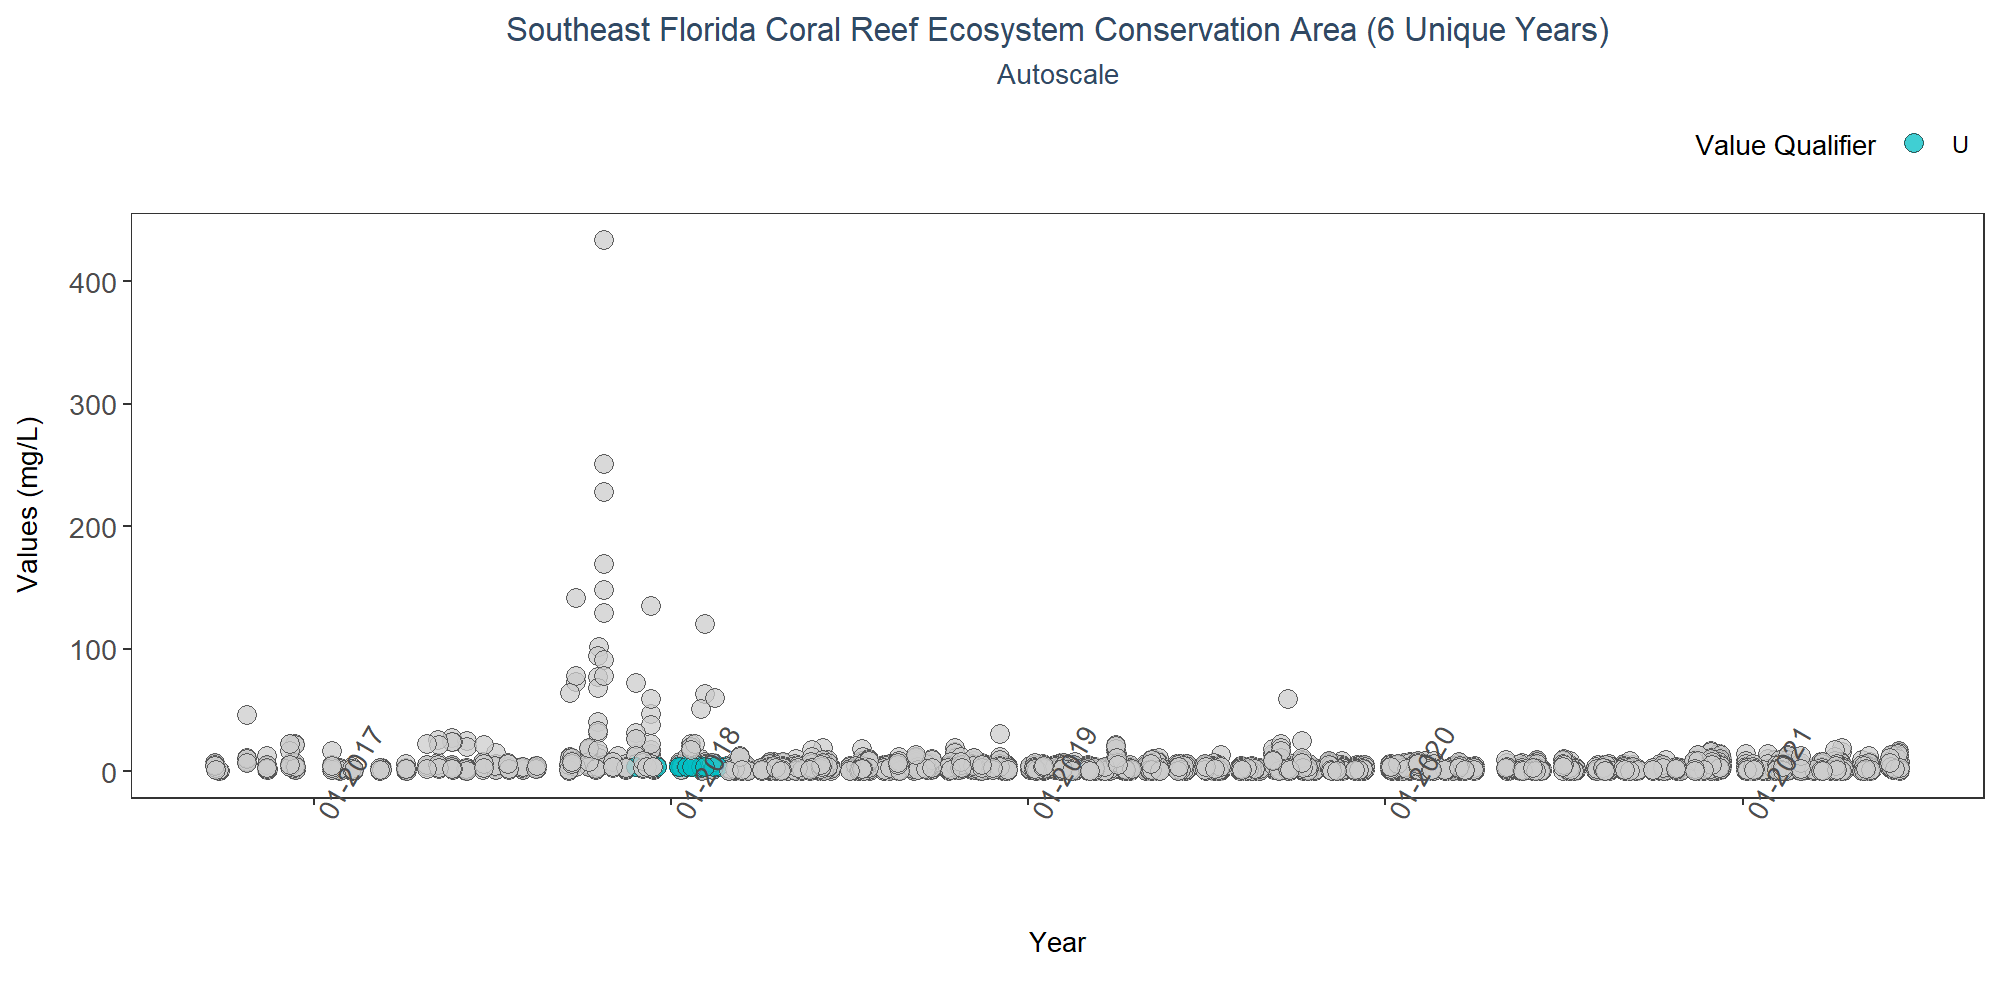 Southeast Florida Coral Reef Ecosystem Conservation Area (6 Unique Years)
Autoscale
Value Qualifier U
Values (mg/L)
400
300
200
100
0
01-2017
01-2018
01-2019
01-2020
01-2021
Year